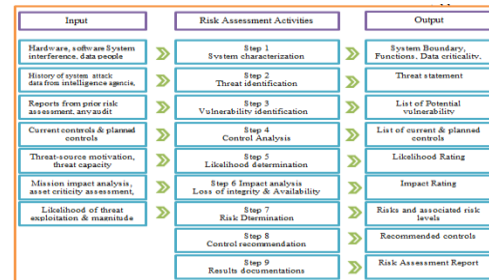 Input
Risk Assessment Activities
Output
Hardware, software System
interference, data people
Step 1
System characterization
System Boundary,
Functions. Data criticality.
History of system attack
data from intelligence agencis,
Step 2
Threat identification
Threat statement
Reports from prior risk
assessment, anyaudit
Step 3
Vulnerability identification
List of Potential
vulnerability
Current controls & planned
controls
Step 4
Control Analysis
List of current & planned
controls
Threat-source motivation,
threat capacity
Step 5
Likelihood determination
Likelihood Rating
Mission impact analysis,
asset criticity assessment,
Step 6 Impact analysis
Loss of integrity & Availability
Impact Rating
Likelihood of threat
exploitation & magnitude
Step 7
Risk Dtermination
Risks and associated risk
levels
Step 8
Control recommendation
Recommended controls
Step 9
Results documentations
Risk Assessment Report